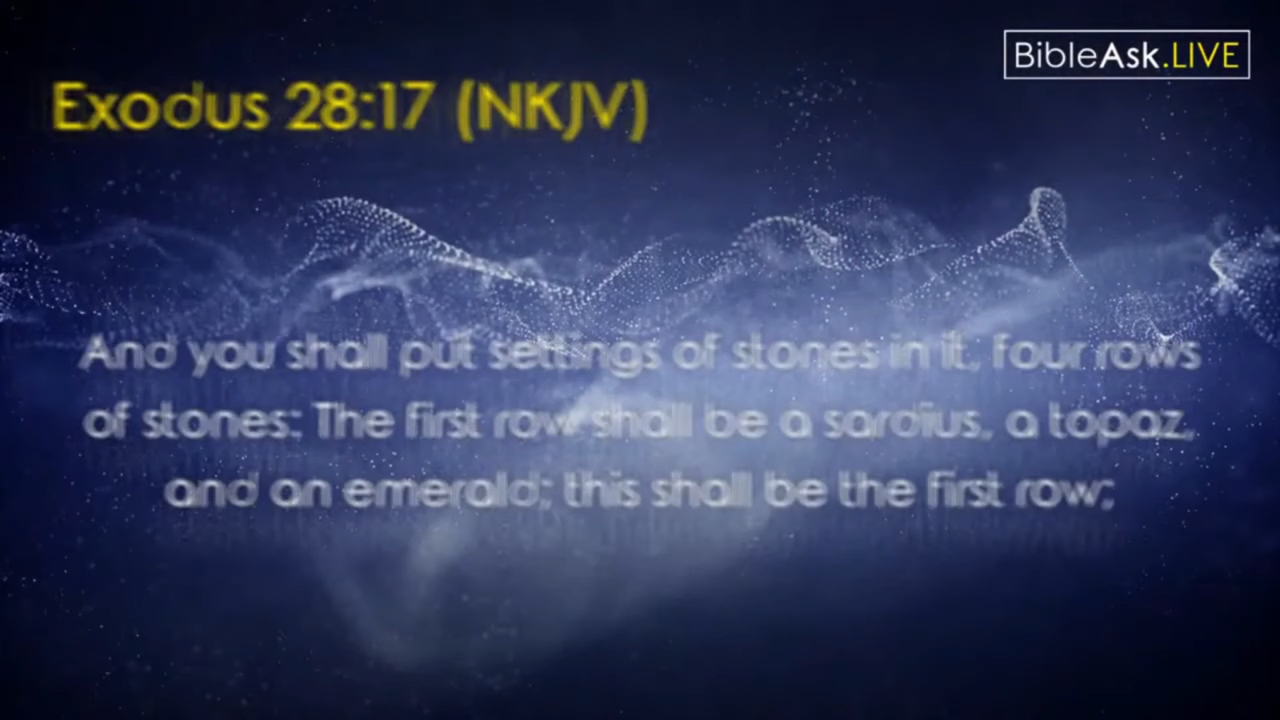 BibleAsk.LIVE
Exodus 28:17 (NKJV)
And you shall put settings of stones in it, four rows
of stones: The first row shall be a sardius, a topaz,
and an emerald; this shall be the first row;